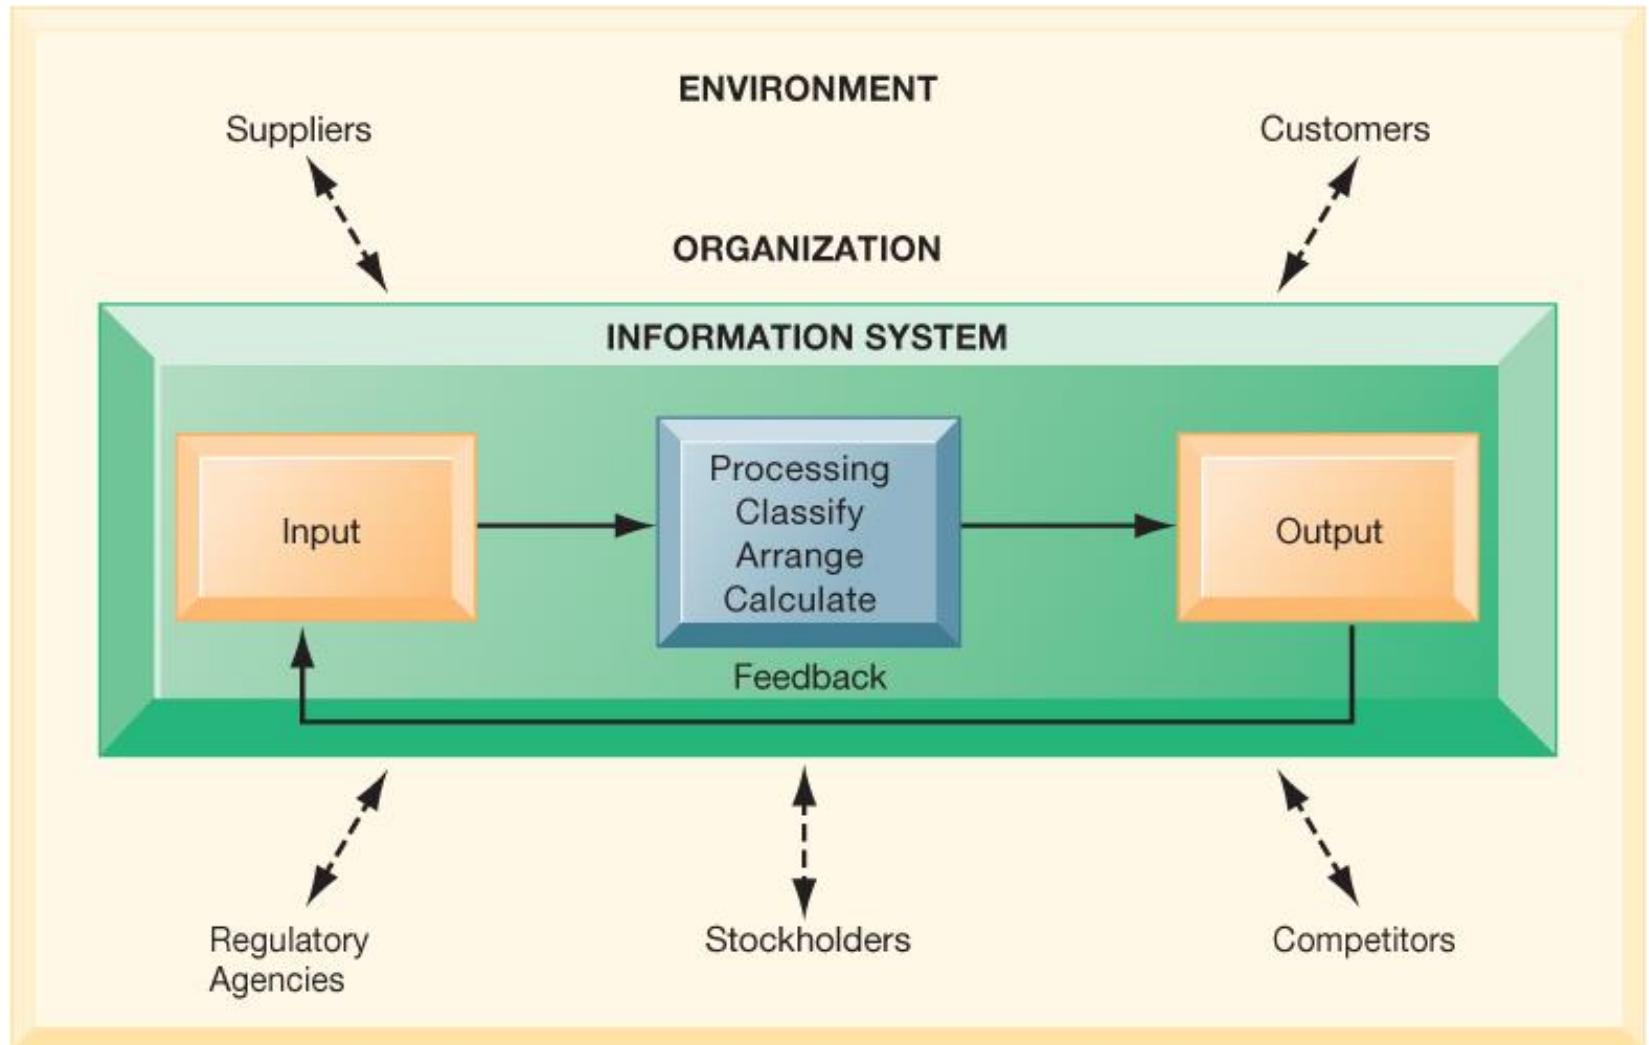 ENVIRONMENT
Suppliers
Customers
ORGANIZATION
INFORMATION SYSTEM
Input
Processing
Classify
Arrange
Calculate
Output
Feedback
Regulatory
Agencies
Stockholders
Competitors